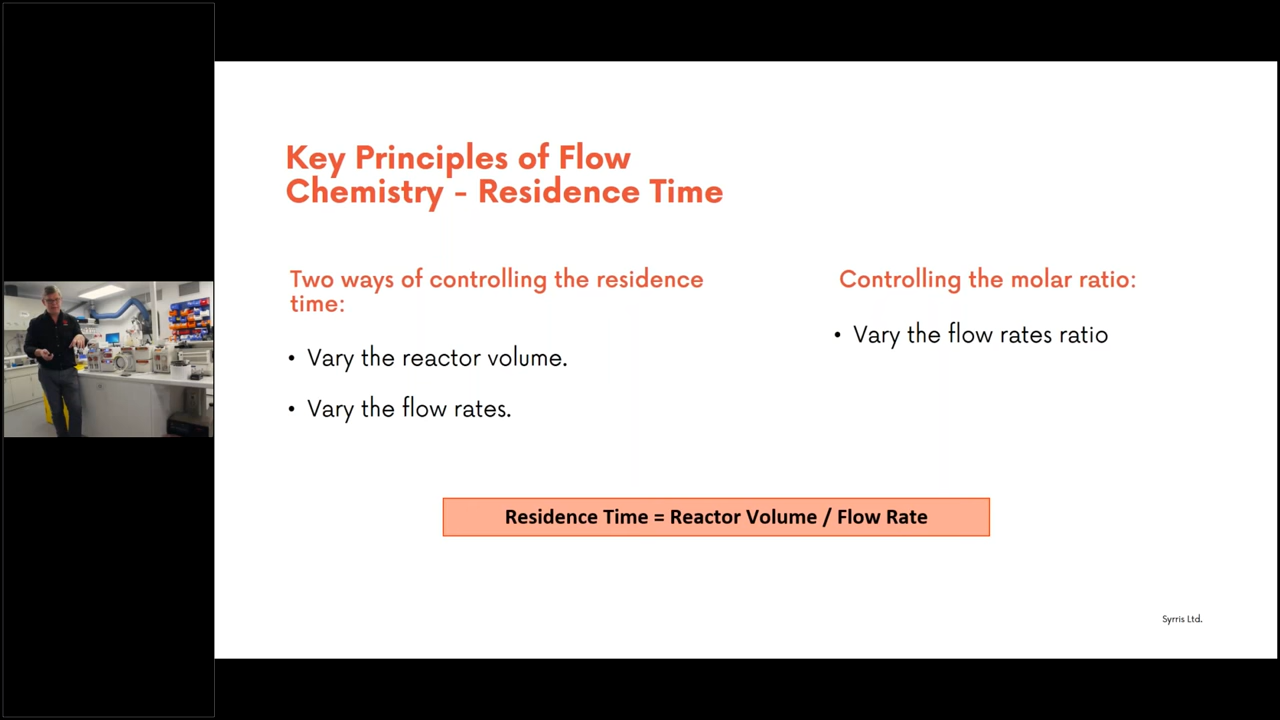 Key Principles of Flow
Chemistry - Residence Time
Two ways of controlling the residence
time:
• Vary the reactor volume.
• Vary the flow rates.
Controlling the molar ratio:
• Vary the flow rates ratio
Residence Time = Reactor Volume / Flow Rate
Syrris Ltd.